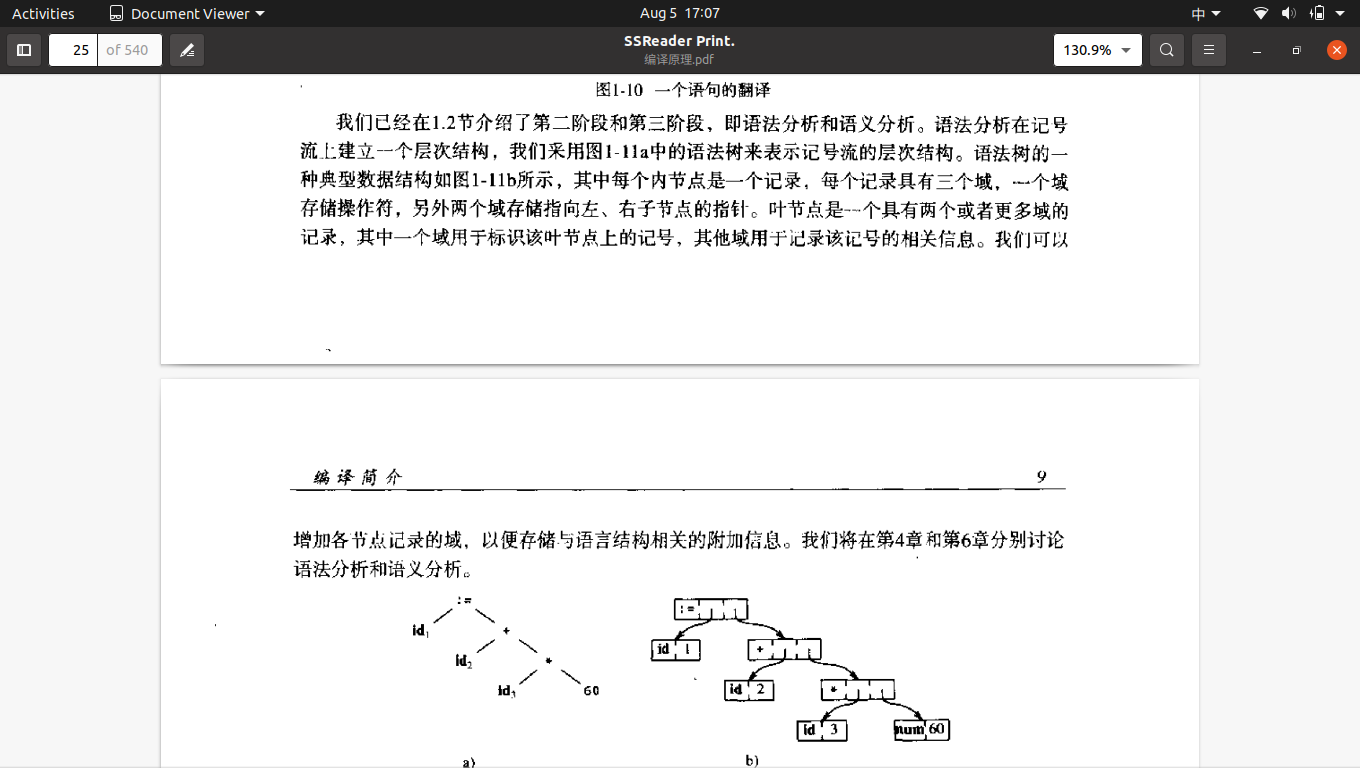 Activities Document Viewer Aug 5 17:07 中
25 of 540 SSReader Print. 130.9%
编译原理.pdf
图1-10 一个语句的翻译
我们已经在1.2节介绍了第二阶段和第三阶段，即语法分析和语义分析。语法分析在记号
流上建立一个层次结构，我们采用图1-11a中的语法树来表示记号流的层次结构。语法树的一
种典型数据结构如图1-11b所示，其中每个内节点是一个记录，每个记录具有三个域，一个域
存储操作符，另外两个域存储指向左、右子节点的指针。叶节点是一个具有两个或者更多域的
记录，其中一个域用于标识该叶节点上的记号，其他域用于记录该记号的相关信息。我们可以
编译简介 9
增加各节点记录的域，以便存储与语言结构相关的附加信息。我们将在第4章和第6章分别讨论
语法分析和语义分析。
:= :=
id₁ + id 1 +
id₂ * id 2 *
id₃ 60 id 3 num 60
a) b)